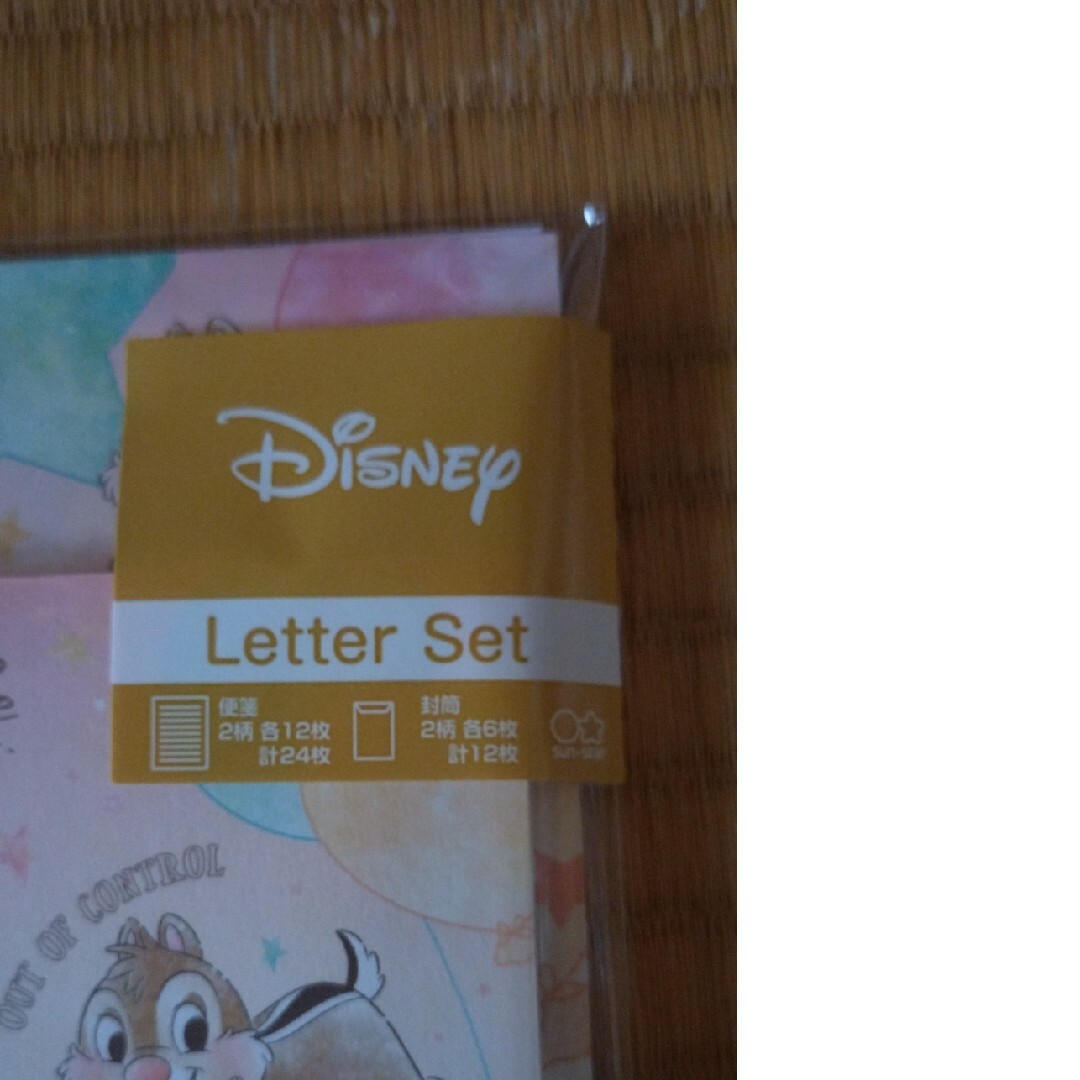 Disney
Letter Set
便箋
2柄 各12枚
計24枚
封筒
2柄 各6枚
計12枚
sun-star
OUT OF CONTROL